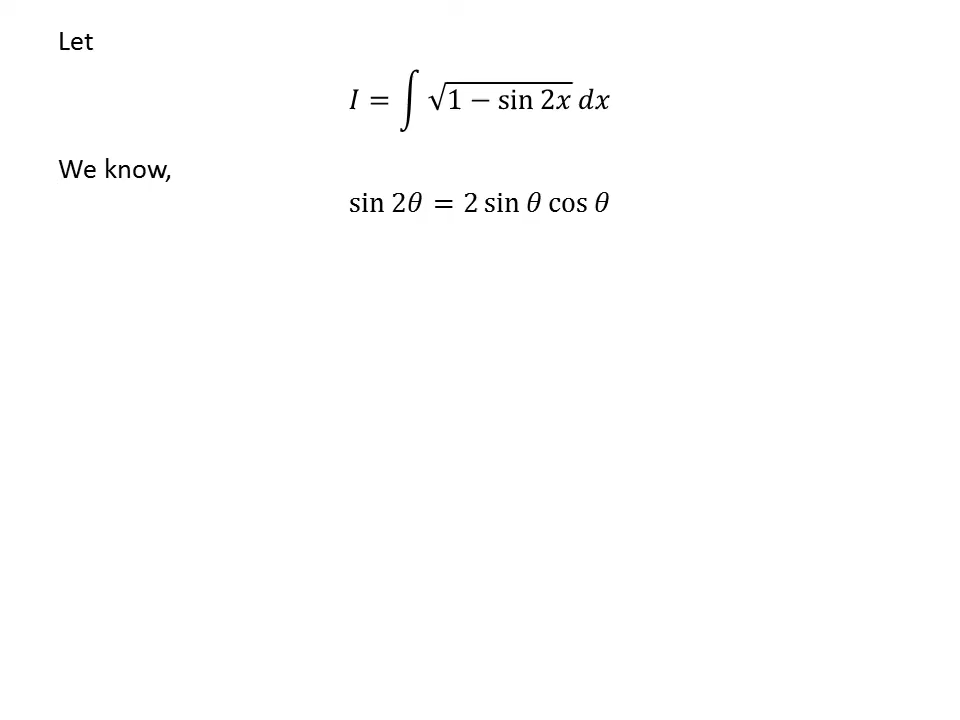 Let
𝐼 = ∫ √(1 − sin 2𝑥) 𝑑𝑥
We know,
sin 2𝜃 = 2 sin 𝜃 cos 𝜃